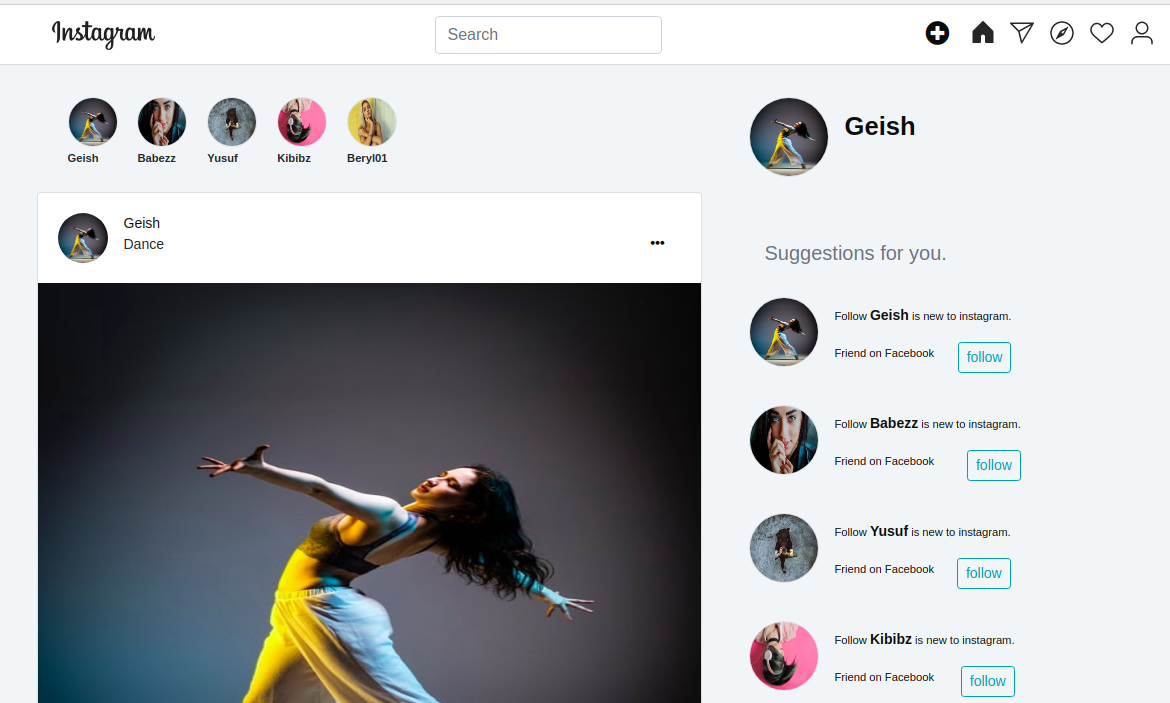 Instagram
Search
Geish
Babezz
Yusuf
Kibibz
Beryl01
Geish
Dance
•••
Geish
Suggestions for you.
Follow Geish is new to instagram.
Friend on Facebook
follow
Follow Babezz is new to instagram.
Friend on Facebook
follow
Follow Yusuf is new to instagram.
Friend on Facebook
follow
Follow Kibibz is new to instagram.
Friend on Facebook
follow